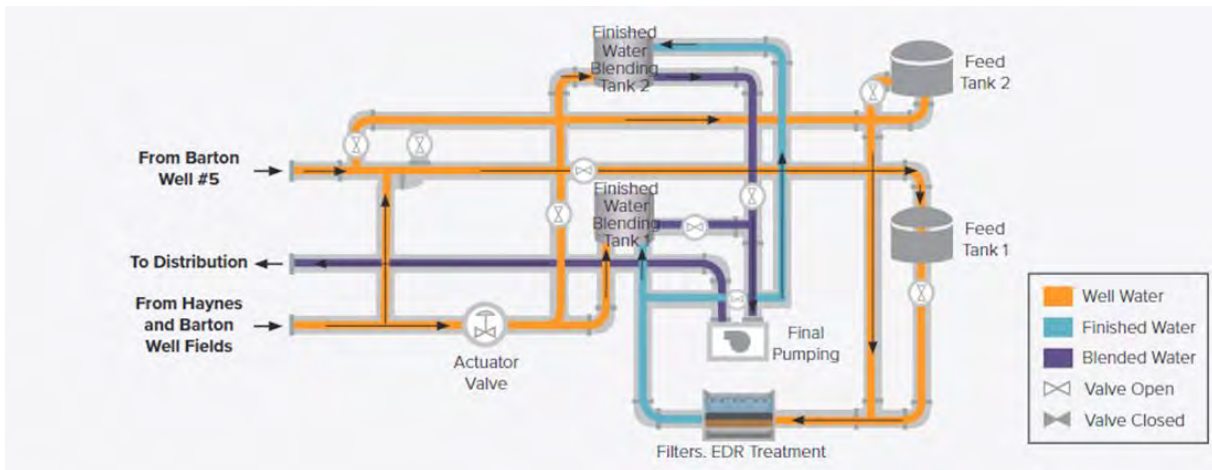 Finished
Water
Blending
Tank 2
Feed
Tank 2
From Barton
Well #5
Finished
Water
Blending
Tank 1
Feed
Tank 1
To Distribution
From Haynes
and Barton
Well Fields
Actuator
Valve
Final
Pumping
Filters. EDR Treatment
Well Water
Finished Water
Blended Water
Valve Open
Valve Closed